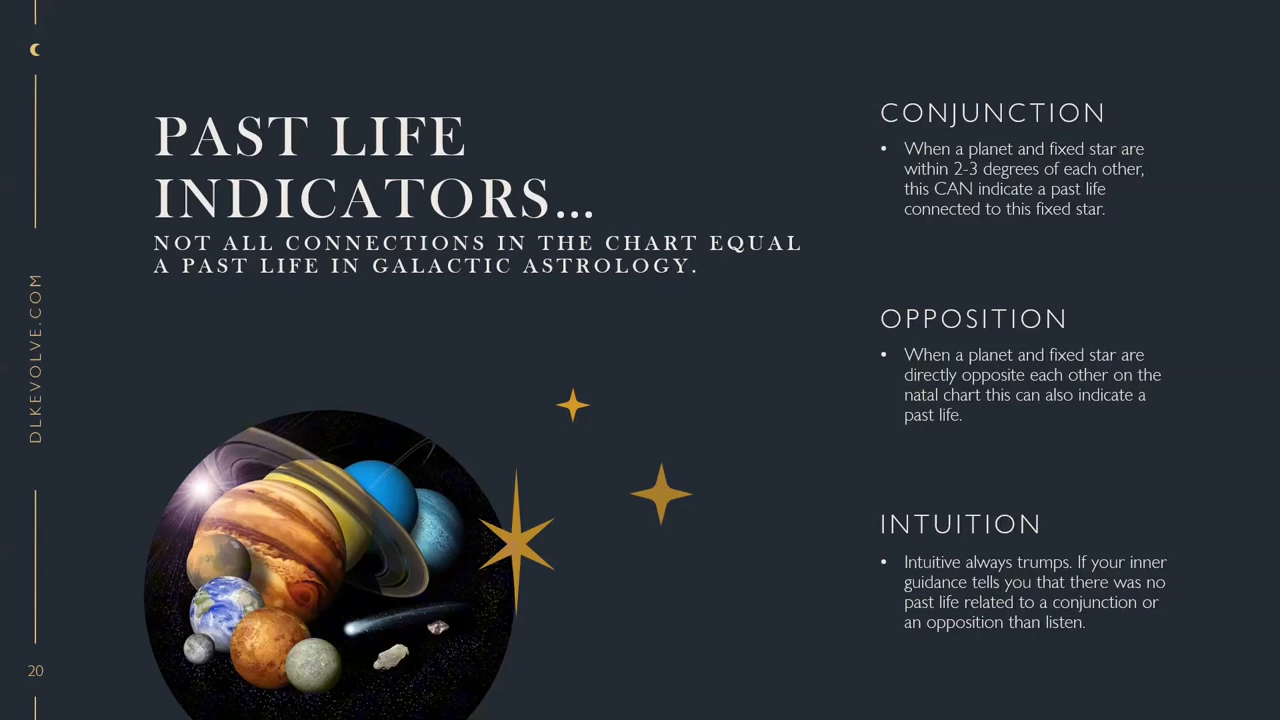 PAST LIFE
INDICATORS...
NOT ALL CONNECTIONS IN THE CHART EQUAL
A PAST LIFE IN GALACTIC ASTROLOGY.
CONJUNCTION
• When a planet and fixed star are
within 2-3 degrees of each other,
this CAN indicate a past life
connected to this fixed star.
OPPOSITION
• When a planet and fixed star are
directly opposite each other on the
natal chart this can also indicate a
past life.
INTUITION
• Intuitive always trumps. If your inner
guidance tells you that there was no
past life related to a conjunction or
an opposition than listen.
DLKEVOLVE.COM
20